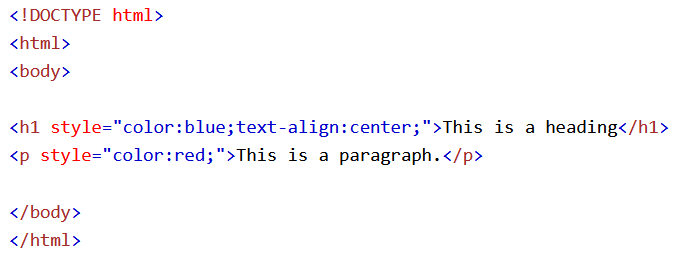 <!DOCTYPE html>
<html>
<body>
<h1 style="color:blue;text-align:center;">This is a heading</h1>
<p style="color:red;">This is a paragraph.</p>
</body>
</html>